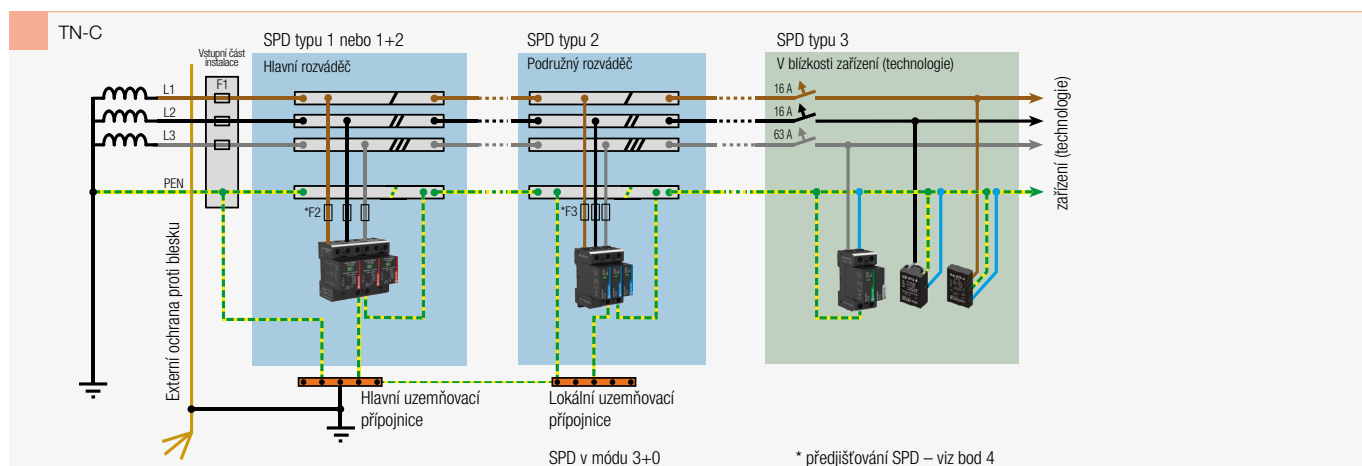 TN-C
SPD typu 1 nebo 1+2
SPD typu 2
SPD typu 3
Vstupní část
instalace
Hlavní rozváděč
Podružný rozváděč
V blízkosti zařízení (technologie)
F1
L1
L2
L3
PEN
16 A
16 A
63 A
*F2
*F3
zařízení (technologie)
Externí ochrana proti blesku
Hlavní uzemňovací
přípojnice
Lokální uzemňovací
přípojnice
SPD v módu 3+0
* předjišťování SPD – viz bod 4